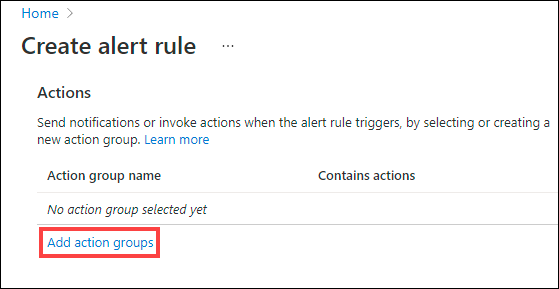 Home >
Create alert rule ...
Actions
Send notifications or invoke actions when the alert rule triggers, by selecting or creating a
new action group. Learn more
Action group name Contains actions
No action group selected yet
Add action groups